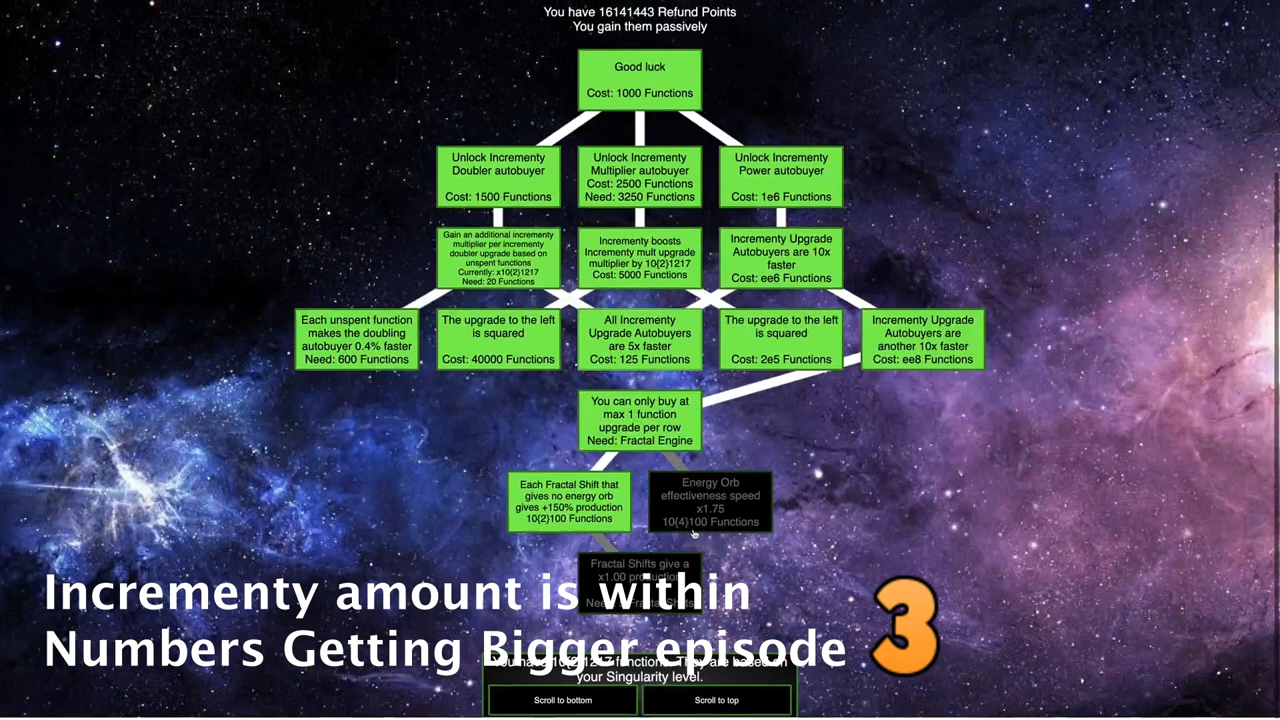 You have 16141443 Refund Points
You gain them passively
Good luck
Cost: 1000 Functions
Unlock Incrementy
Doubler autobuyer
Cost: 1500 Functions
Unlock Incrementy
Multiplier autobuyer
Cost: 2500 Functions
Need: 3250 Functions
Unlock Incrementy
Power autobuyer
Cost: 1e6 Functions
Gain an additional incrementy
multiplier per incrementy
doubler upgrade based on
unspent functions
Currently: x10{2}1217
Need: 20 Functions
Incrementy boosts
Incrementy mult upgrade
multiplier by 10{2}1217
Cost: 5000 Functions
Incrementy Upgrade
Autobuyers are 10x
faster
Cost: ee6 Functions
Each unspent function
makes the doubling
autobuyer 0.4% faster
Need: 600 Functions
The upgrade to the left
is squared
Cost: 40000 Functions
All Incrementy
Upgrade Autobuyers
are 5x faster
Cost: 125 Functions
The upgrade to the left
is squared
Cost: 2e5 Functions
Incrementy Upgrade
Autobuyers are
another 10x faster
Cost: ee8 Functions
You can only buy at
max 1 function
upgrade per row
Need: Fractal Engine
Each Fractal Shift that
gives no energy orb
gives +150% production
10{2}100 Functions
Energy Orb
effectiveness speed
x1.75
10{4}100 Functions
Fractal Shifts give a
x1.00
Incrementy amount is within
Numbers Getting Bigger episode 3
functions. They are based on
your Singularity level.
Scroll to bottom
Scroll to top